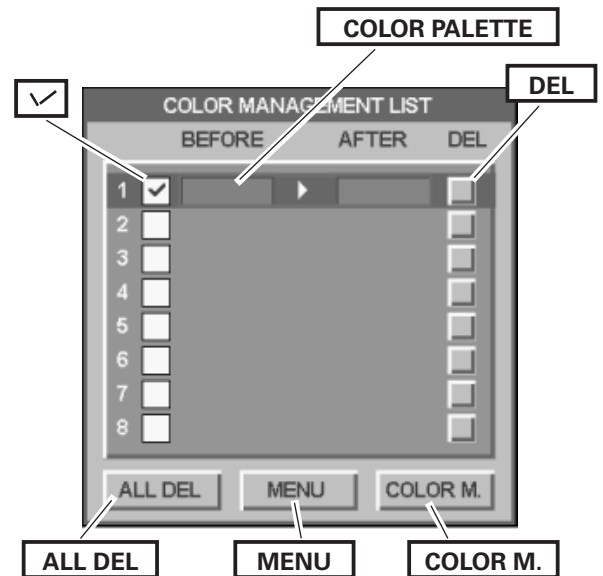 COLOR PALETTE
✓ DEL
COLOR MANAGEMENT LIST
BEFORE AFTER DEL
1 ✓
2
3
4
5
6
7
8
ALL DEL MENU COLOR M.
ALL DEL MENU COLOR M.